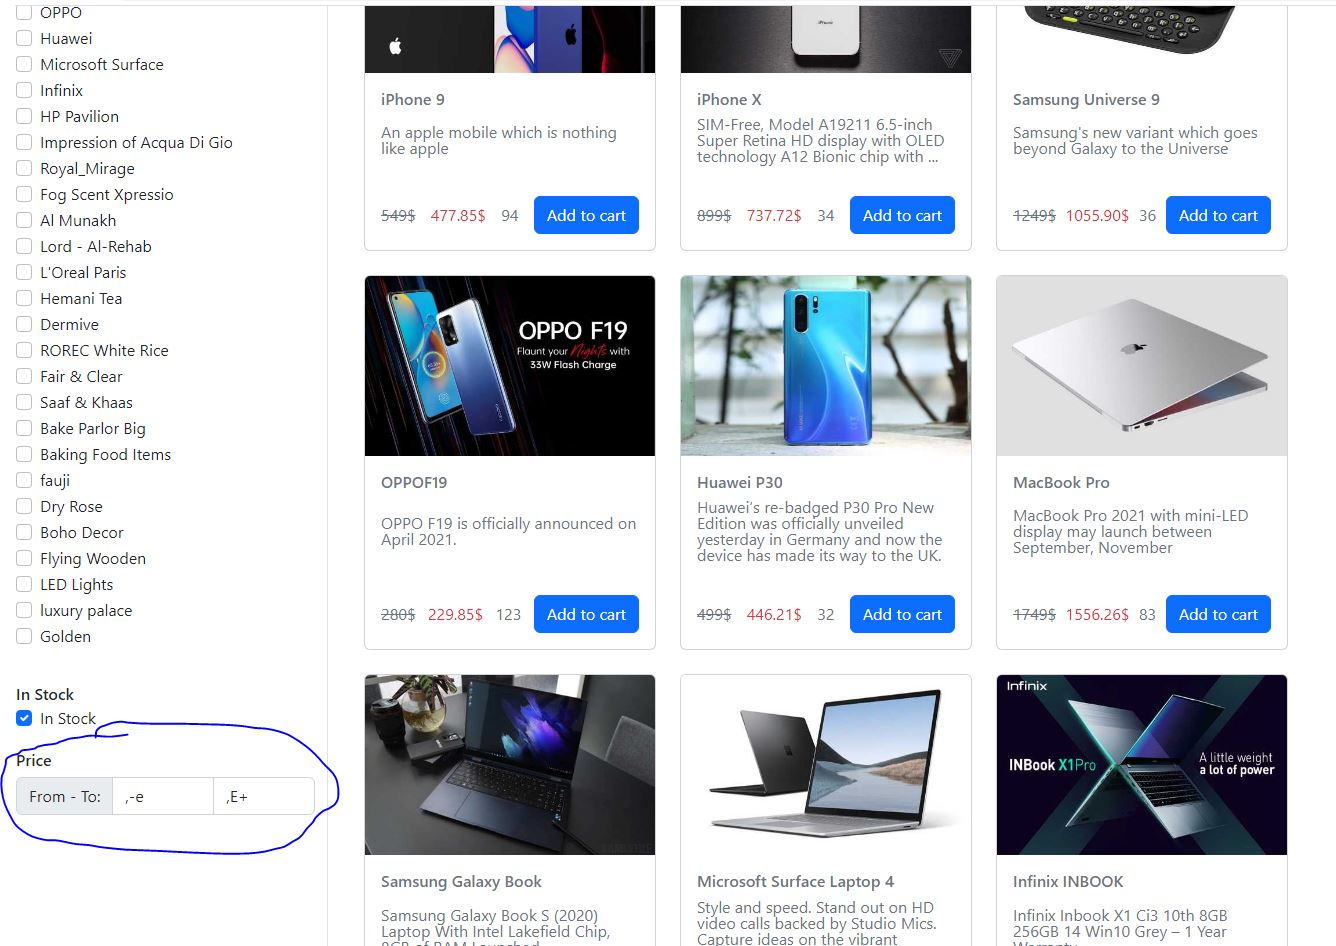 OPPO
Huawei
Microsoft Surface
Infinix
HP Pavilion
Impression of Acqua Di Gio
Royal_Mirage
Fog Scent Xpressio
Al Munakh
Lord - Al-Rehab
L'Oreal Paris
Hemani Tea
Dermive
ROREC White Rice
Fair & Clear
Saaf & Khaas
Bake Parlor Big
Baking Food Items
fauji
Dry Rose
Boho Decor
Flying Wooden
LED Lights
luxury palace
Golden
In Stock
In Stock
Price
From - To: ,-e ,E+
iPhone 9
An apple mobile which is nothing
like apple
549$ 477.85$ 94 Add to cart
iPhone
iPhone X
SIM-Free, Model A19211 6.5-inch
Super Retina HD display with OLED
technology A12 Bionic chip with ...
899$ 737.72$ 34 Add to cart
Samsung Universe 9
Samsung's new variant which goes
beyond Galaxy to the Universe
1249$ 1055.90$ 36 Add to cart
OPPO F19
Flaunt your Nights with
33W Flash Charge
OPPOF19
OPPO F19 is officially announced on
April 2021.
280$ 229.85$ 123 Add to cart
Huawei P30
Huawei’s re-badged P30 Pro New
Edition was officially unveiled
yesterday in Germany and now the
device has made its way to the UK.
499$ 446.21$ 32 Add to cart
MacBook Pro
MacBook Pro 2021 with mini-LED
display may launch between
September, November
1749$ 1556.26$ 83 Add to cart
Samsung Galaxy Book
Samsung Galaxy Book S (2020)
Laptop With Intel Lakefield Chip,
8GB of RAM Launched
Microsoft Surface Laptop 4
Style and speed. Stand out on HD
video calls backed by Studio Mics.
Capture ideas on the vibrant
Infinix
INBook X1Pro
A little weight
a lot of power
Infinix INBOOK
Infinix Inbook X1 Ci3 10th 8GB
256GB 14 Win10 Grey – 1 Year
Warranty